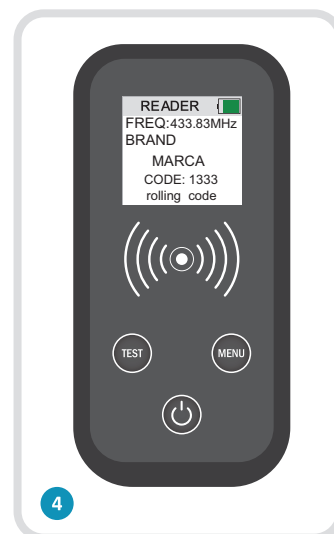 READER
FREQ:433.83MHz
BRAND
MARCA
CODE: 1333
rolling code
TEST
MENU
4